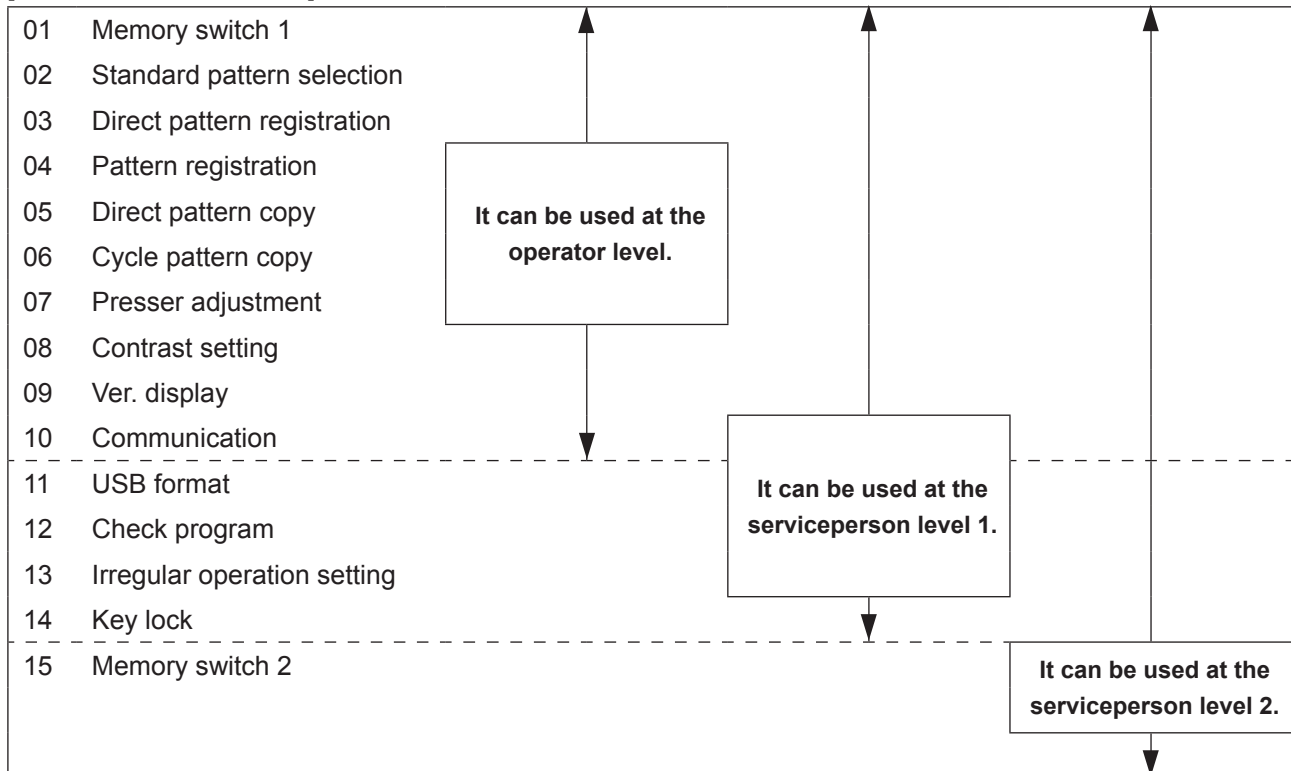 01 Memory switch 1
02 Standard pattern selection
03 Direct pattern registration
04 Pattern registration
05 Direct pattern copy
06 Cycle pattern copy
07 Presser adjustment
08 Contrast setting
09 Ver. display
10 Communication
It can be used at the
operator level.
11 USB format
12 Check program
13 Irregular operation setting
14 Key lock
It can be used at the
serviceperson level 1.
15 Memory switch 2
It can be used at the
serviceperson level 2.